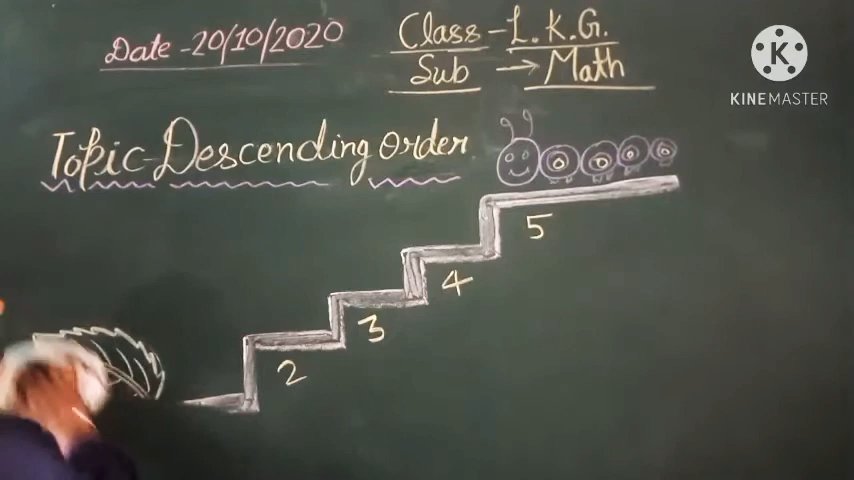 Date - 20/10/2020
Class - L.K.G.
Sub → Math
K
KINEMASTER
Topic - Descending Order
5
4
3
2